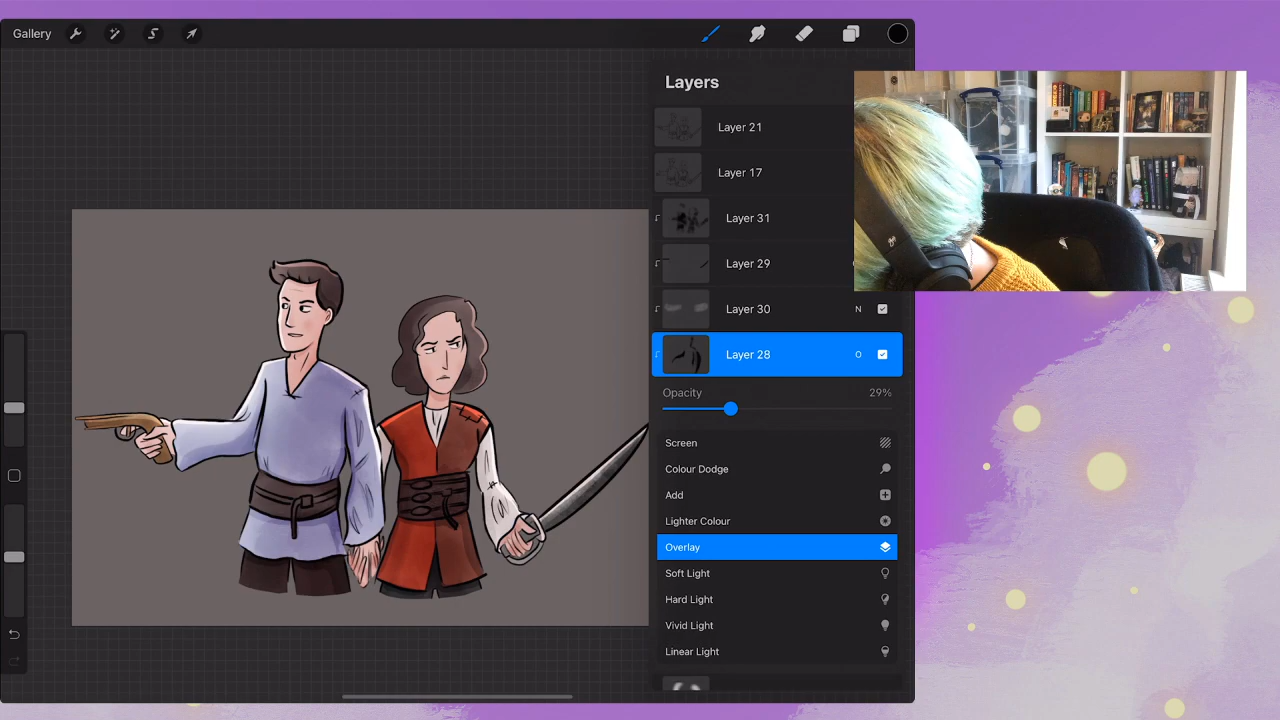 Gallery
Layers
Layer 21
Layer 17
Layer 31
Layer 29
Layer 30 N
Layer 28 O
Opacity 29%
Screen
Colour Dodge
Add
Lighter Colour
Overlay
Soft Light
Hard Light
Vivid Light
Linear Light